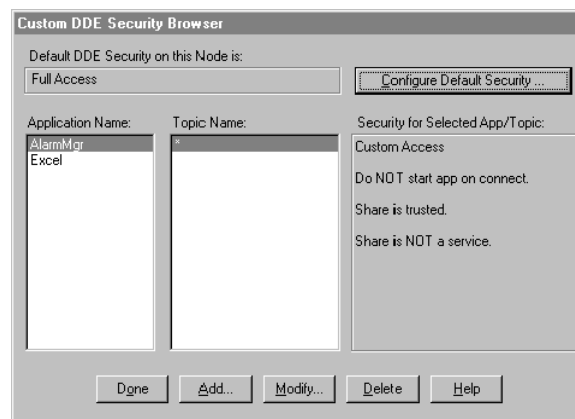 Custom DDE Security Browser
Default DDE Security on this Node is:
Full Access
Configure Default Security ...
Application Name:
Topic Name:
Security for Selected App/Topic:
AlarmMgr
Excel
*
Custom Access
Do NOT start app on connect.
Share is trusted.
Share is NOT a service.
Done
Add...
Modify...
Delete
Help